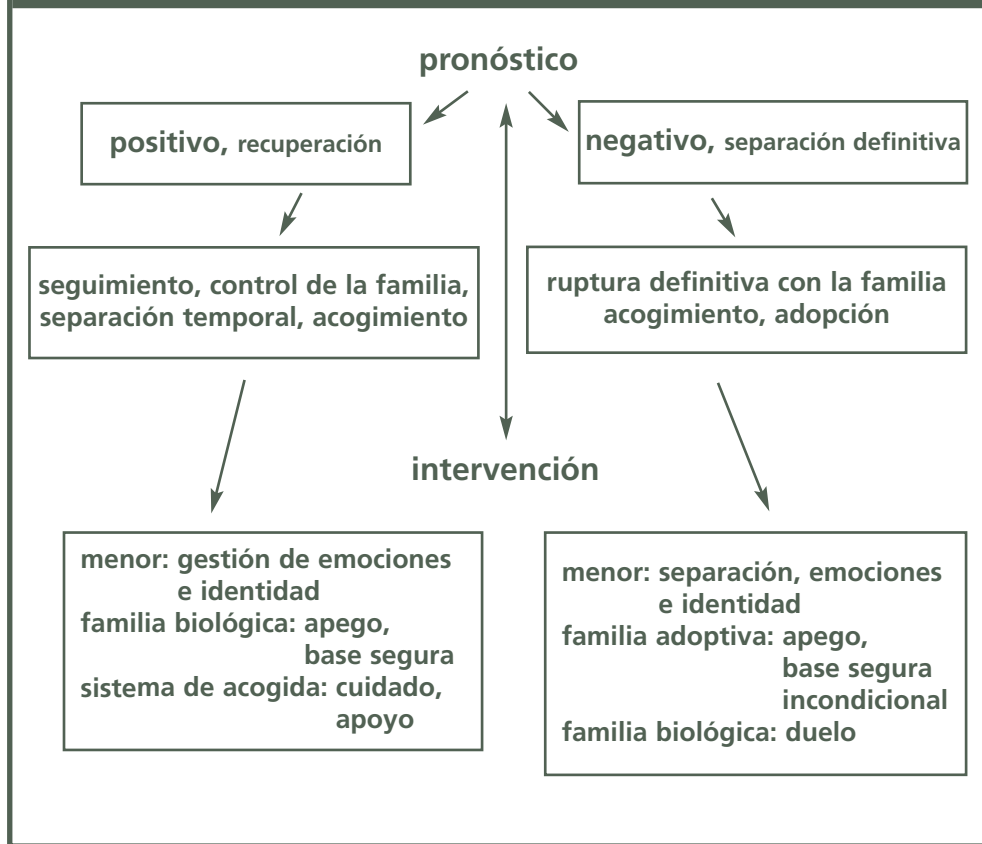 pronóstico
positivo, recuperación
negativo, separación definitiva
seguimiento, control de la familia,
separación temporal, acogimiento
ruptura definitiva con la familia
acogimiento, adopción
intervención
menor: gestión de emociones
e identidad
familia biológica: apego,
base segura
sistema de acogida: cuidado,
apoyo
menor: separación, emociones
e identidad
familia adoptiva: apego,
base segura
incondicional
familia biológica: duelo